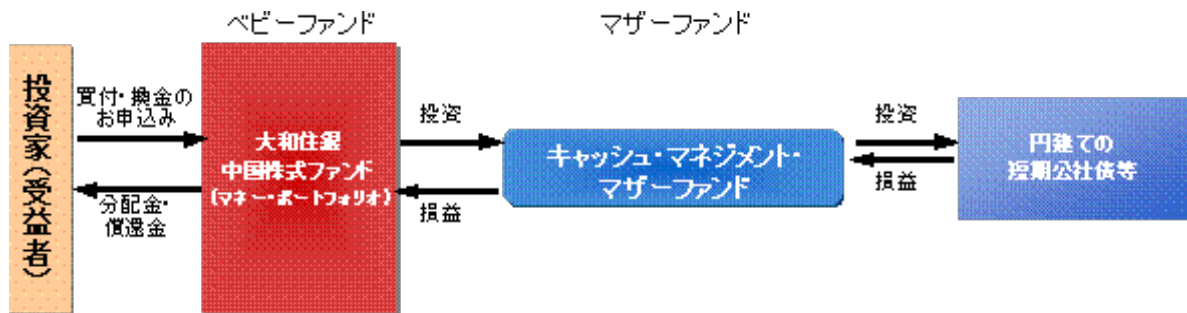 ベビーファンド
マザーファンド
投資家(受益者)
買付・換金の
お申込み
分配金・
償還金
大和住銀
中国株式ファンド
(マネー・ポートフォリオ)
投資
損益
キャッシュ・マネジメント・
マザーファンド
投資
損益
円建ての
短期公社債等